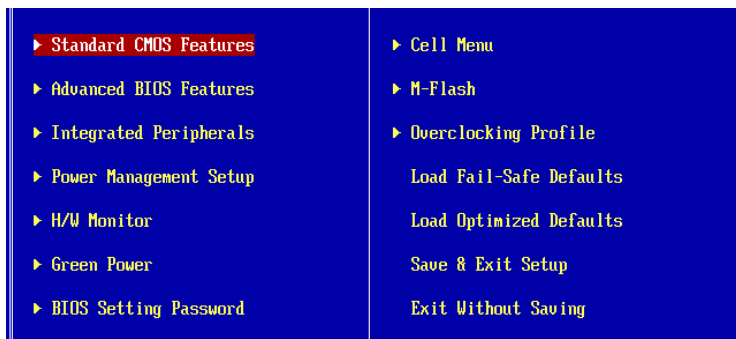 Standard CMOS Features
Advanced BIOS Features
Integrated Peripherals
Power Management Setup
H/W Monitor
Green Power
BIOS Setting Password
Cell Menu
M-Flash
Overclocking Profile
Load Fail-Safe Defaults
Load Optimized Defaults
Save & Exit Setup
Exit Without Saving